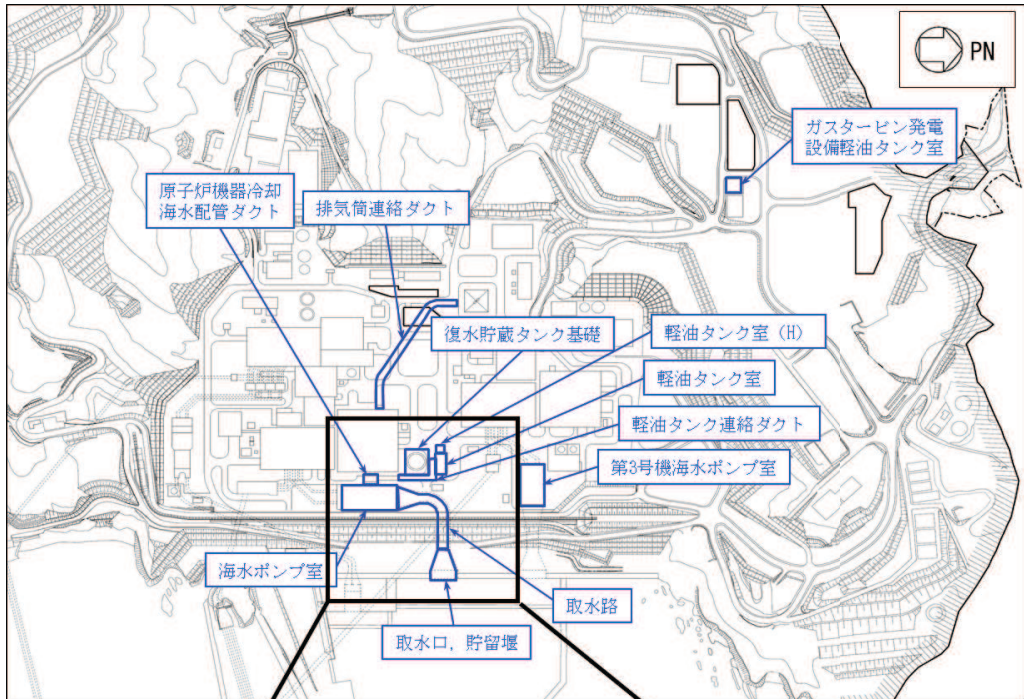 PN
ガスタービン発電
設備軽油タンク室
原子炉機器冷却
海水配管ダクト
排気筒連絡ダクト
復水貯蔵タンク基礎
軽油タンク室（H）
軽油タンク室
軽油タンク連絡ダクト
第3号機海水ポンプ室
海水ポンプ室
取水路
取水口，貯留堰